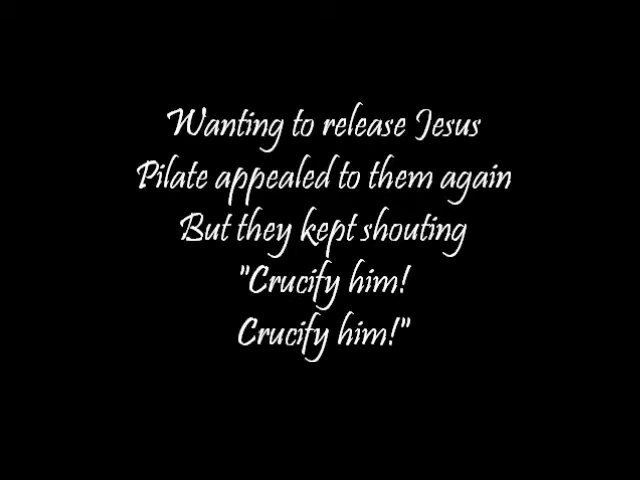 Wanting to release Jesus
Pilate appealed to them again
But they kept shouting
"Crucify him!
Crucify him!"